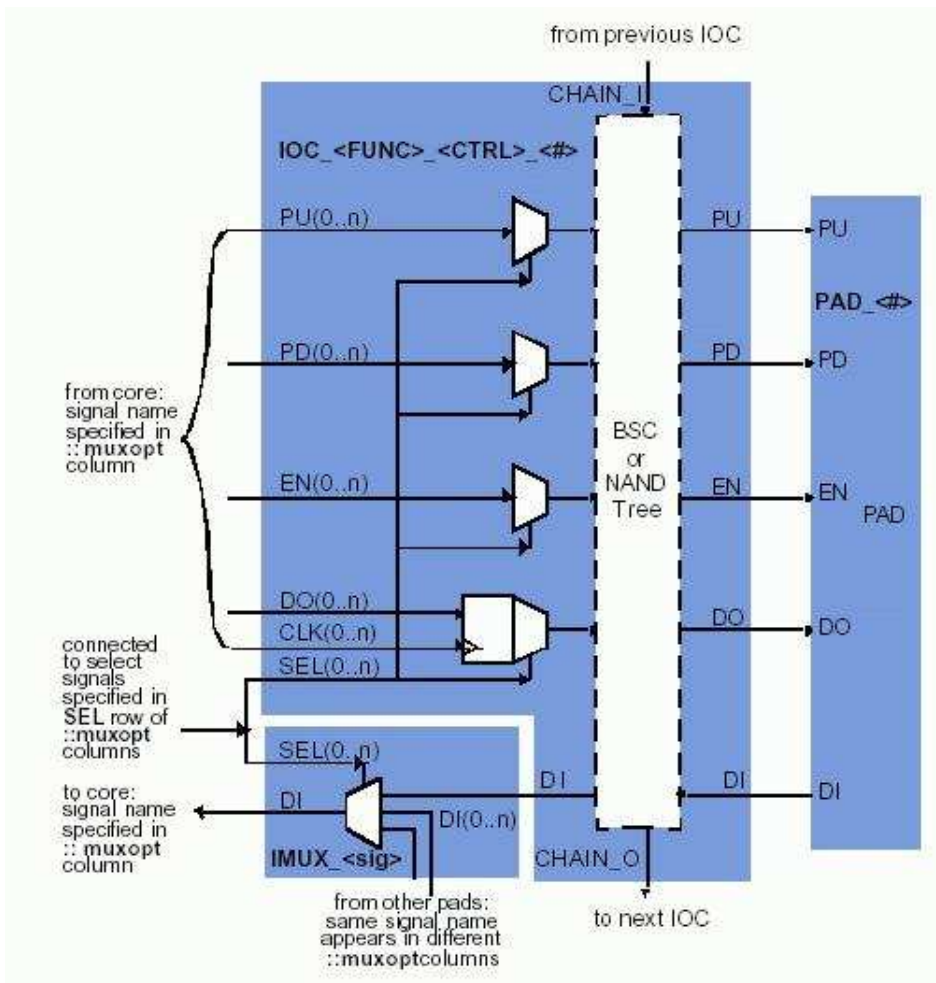 from previous IOC
CHAIN_I
IOC_<FUNC>_<CTRL>_<#>
PU(0..n)
PU
PU
PAD_<#>
PD(0..n)
PD
PD
from core:
signal name
specified in
:: muxopt
column
BSC
or
NAND
Tree
EN(0..n)
EN
EN
PAD
DO(0..n)
DO
DO
CLK(0..n)
SEL(0..n)
connected
to select
signals
specified in
SEL row of
::muxopt
columns
SEL(0..n)
DI
DI
DI
DI
DI(0..n)
to core:
signal name
specified in
:: muxopt
column
IMUX_<sig>
CHAIN_O
from other pads:
same signal name
appears in different
::muxoptcolumns
to next IOC